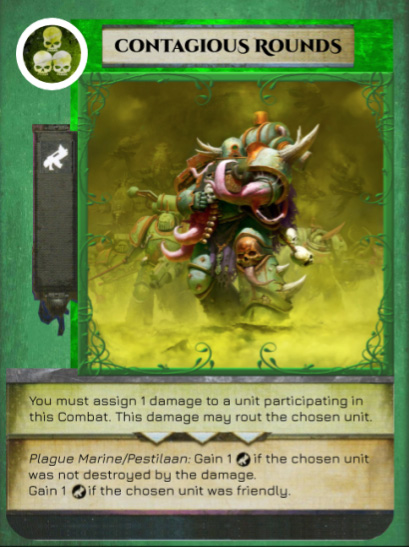 CONTAGIOUS ROUNDS
You must assign 1 damage to a unit participating in
this Combat. This damage may rout the chosen unit.
Plague Marine/Pestilaan: Gain 1 if the chosen unit
was not destroyed by the damage.
Gain 1 if the chosen unit was friendly.